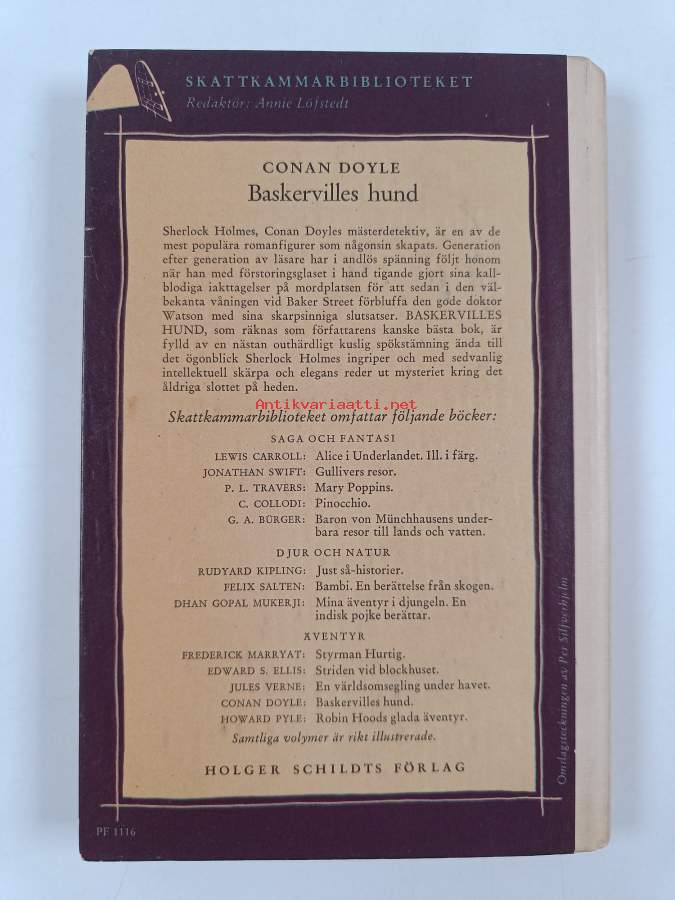 SKATTKAMMARBIBLIOTEKET
Redaktör: Annie Löfstedt
CONAN DOYLE
Baskervilles hund
Sherlock Holmes, Conan Doyles mästerdetektiv, är en av de
mest populära romanfigurer som någonsin skapats. Generation
efter generation av läsare har i andlös spänning följt honom
när han med förstoringsglaset i hand tigande gjort sina kall-
blodiga iakttagelser på mordplatsen för att sedan i den väl-
bekanta våningen vid Baker Street förbluffa den gode doktor
Watson med sina skarpsinniga slutsatser. BASKERVILLES
HUND, som räknas som författarens kanske bästa bok, är
fylld av en nästan outhärdligt kuslig spökstämning ända till
det ögonblick Sherlock Holmes ingriper och med sedvanlig
intellektuell skärpa och elegans reder ut mysteriet kring det
åldriga slottet på heden.
Antikvariaatti.net
Skattkammarbiblioteket omfattar följande böcker:
SAGA OCH FANTASI
LEWIS CARROLL: Alice i Underlandet. Ill. i färg.
JONATHAN SWIFT: Gullivers resor.
P. L. TRAVERS: Mary Poppins.
C. COLLODI: Pinocchio.
G. A. BÜRGER: Baron von Münchhausens under-
bara resor till lands och vatten.
DJUR OCH NATUR
RUDYARD KIPLING: Just så-historier.
FELIX SALTEN: Bambi. En berättelse från skogen.
DHAN GOPAL MUKERJI: Mina äventyr i djungeln. En
indisk pojke berättar.
ÄVENTYR
FREDERICK MARRYAT: Styrman Hurtig.
EDWARD S. ELLIS: Striden vid blockhuset.
JULES VERNE: En världsomsegling under havet.
CONAN DOYLE: Baskervilles hund.
HOWARD PYLE: Robin Hoods glada äventyr.
Samtliga volymer är rikt illustrerade.
HOLGER SCHILDTS FÖRLAG
Omslagsteckningen av Per Silfverhjelm
PF 1116